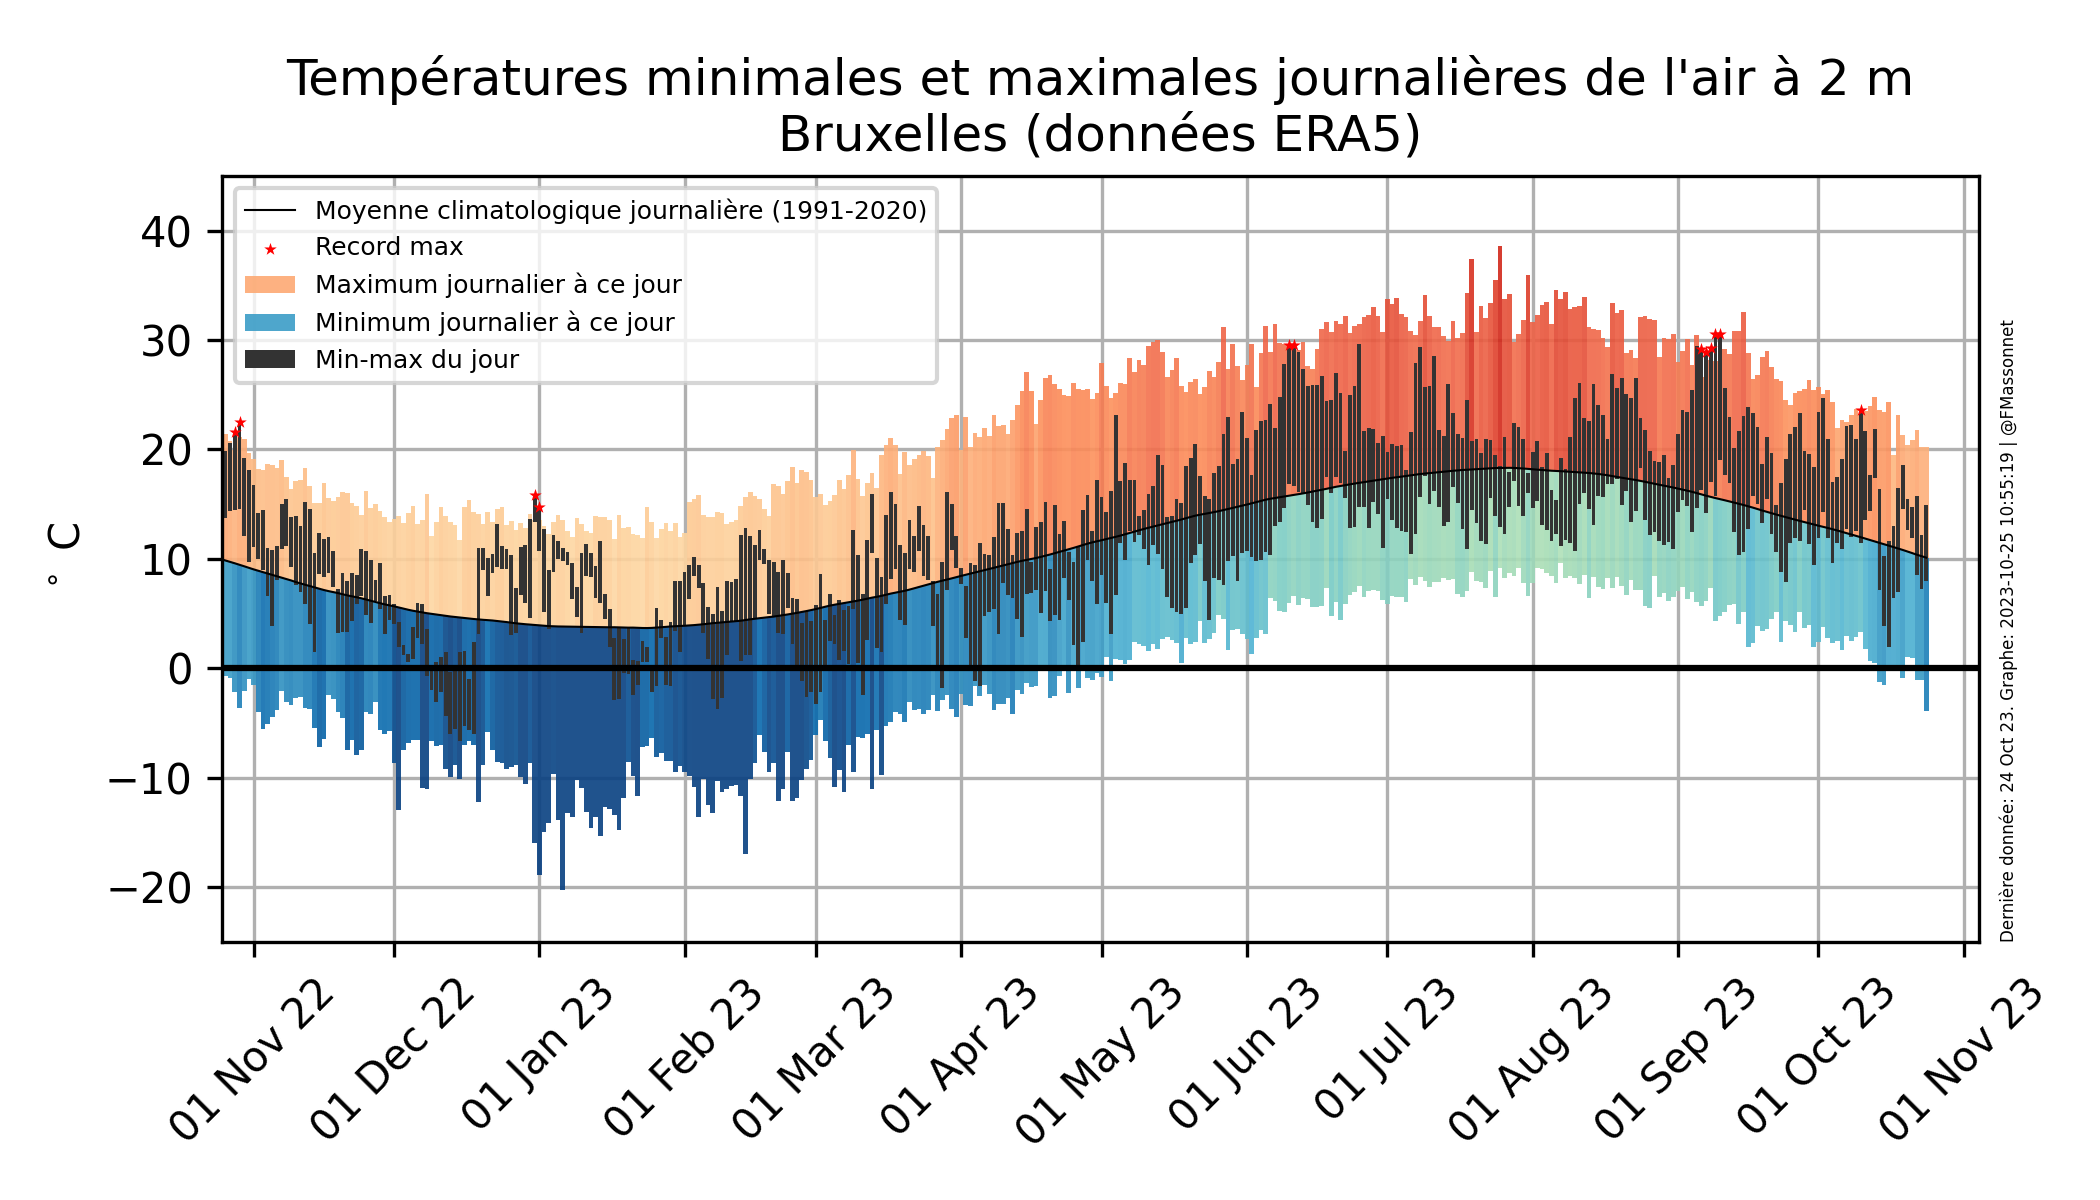 Températures minimales et maximales journalières de l'air à 2 m
Bruxelles (données ERA5)
Moyenne climatologique journalière (1991-2020)
Record max
Maximum journalier à ce jour
Minimum journalier à ce jour
Min-max du jour
° C
40
30
20
10
0
−10
−20
01 Nov 22
01 Dec 22
01 Jan 23
01 Feb 23
01 Mar 23
01 Apr 23
01 May 23
01 Jun 23
01 Jul 23
01 Aug 23
01 Sep 23
01 Oct 23
01 Nov 23
Dernière donnée: 24 Oct 23. Graphe: 2023-10-25 10:55:19 | @FMassonnet